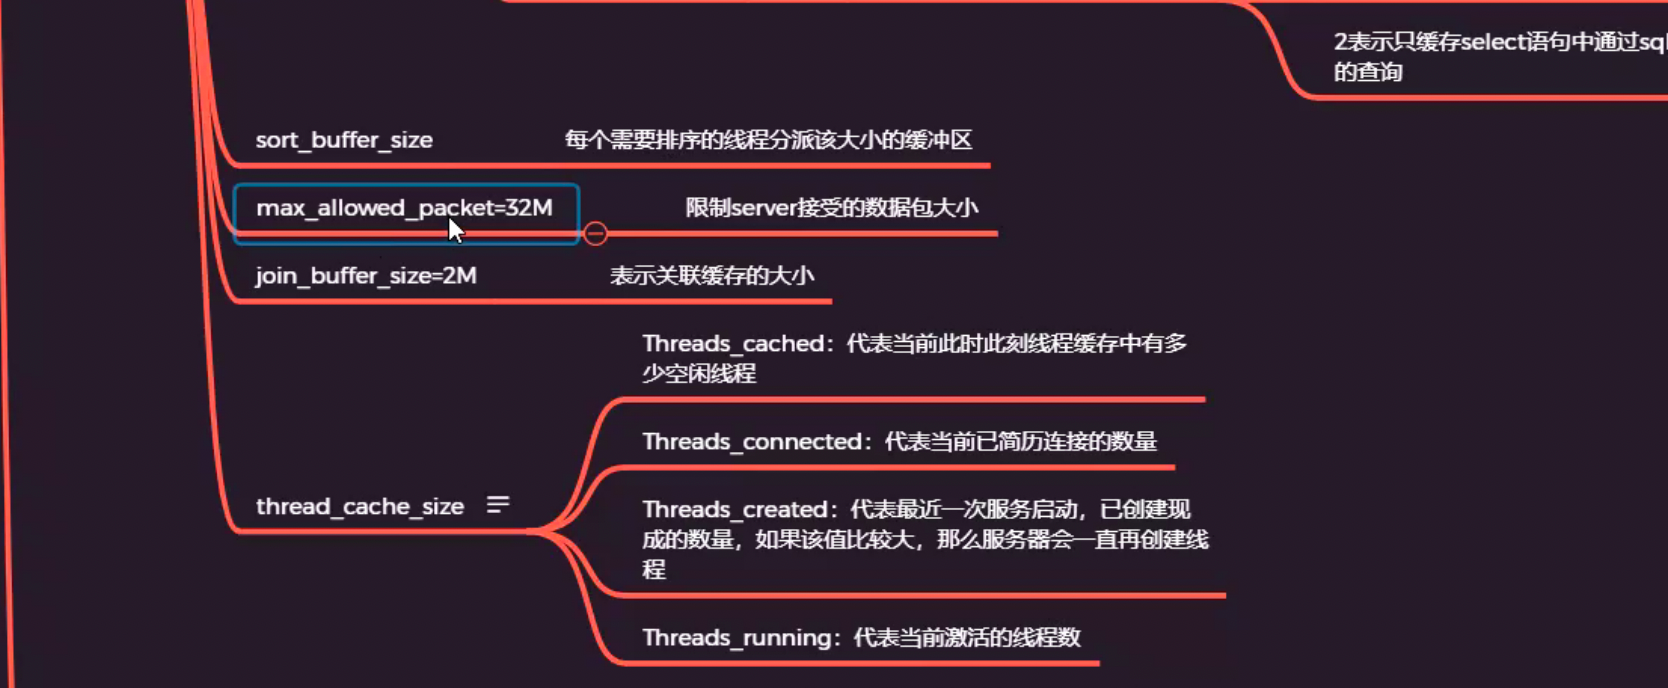 2表示只缓存select语句中通过sql
的查询
sort_buffer_size
每个需要排序的线程分派该大小的缓冲区
max_allowed_packet=32M
限制server接受的数据包大小
join_buffer_size=2M
表示关联缓存的大小
thread_cache_size
Threads_cached：代表当前此时此刻线程缓存中有多
少空闲线程
Threads_connected：代表当前已简历连接的数量
Threads_created：代表最近一次服务启动，已创建现
成的数量，如果该值比较大，那么服务器会一直再创建线
程
Threads_running：代表当前激活的线程数